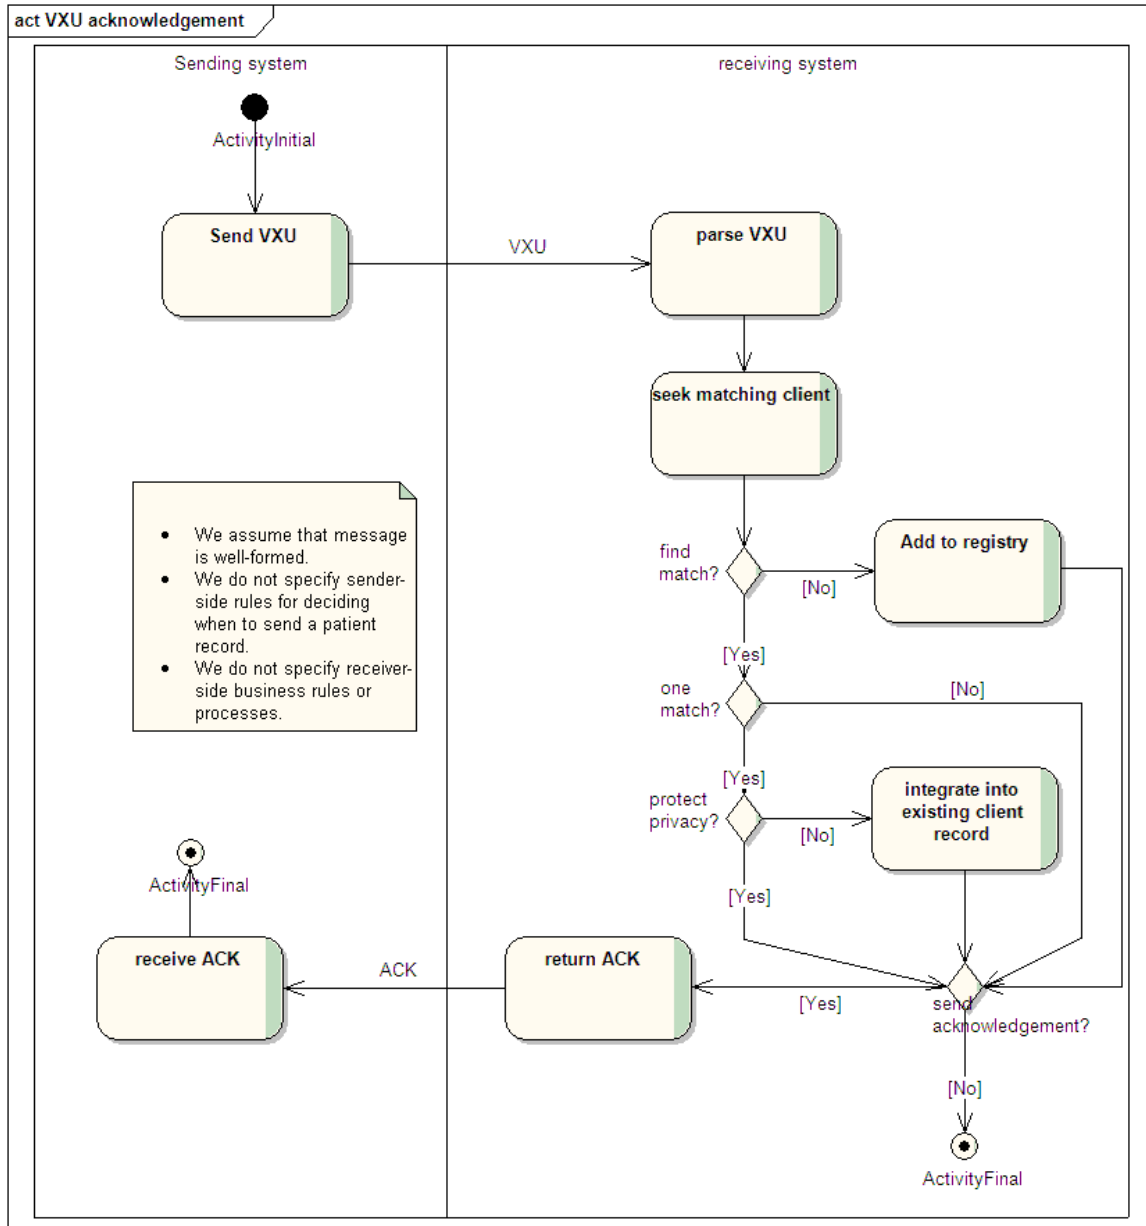 act VXU acknowledgement
Sending system
receiving system
ActivityInitial
Send VXU
VXU
parse VXU
seek matching client
• We assume that message
is well-formed.
• We do not specify sender-
side rules for deciding
when to send a patient
record.
• We do not specify receiver-
side business rules or
processes.
find
match?
[No]
Add to registry
[Yes]
one
match?
[No]
[Yes]
protect
privacy?
[No]
integrate into
existing client
record
[Yes]
ActivityFinal
receive ACK
ACK
return ACK
[Yes]
send
acknowledgement?
[No]
ActivityFinal